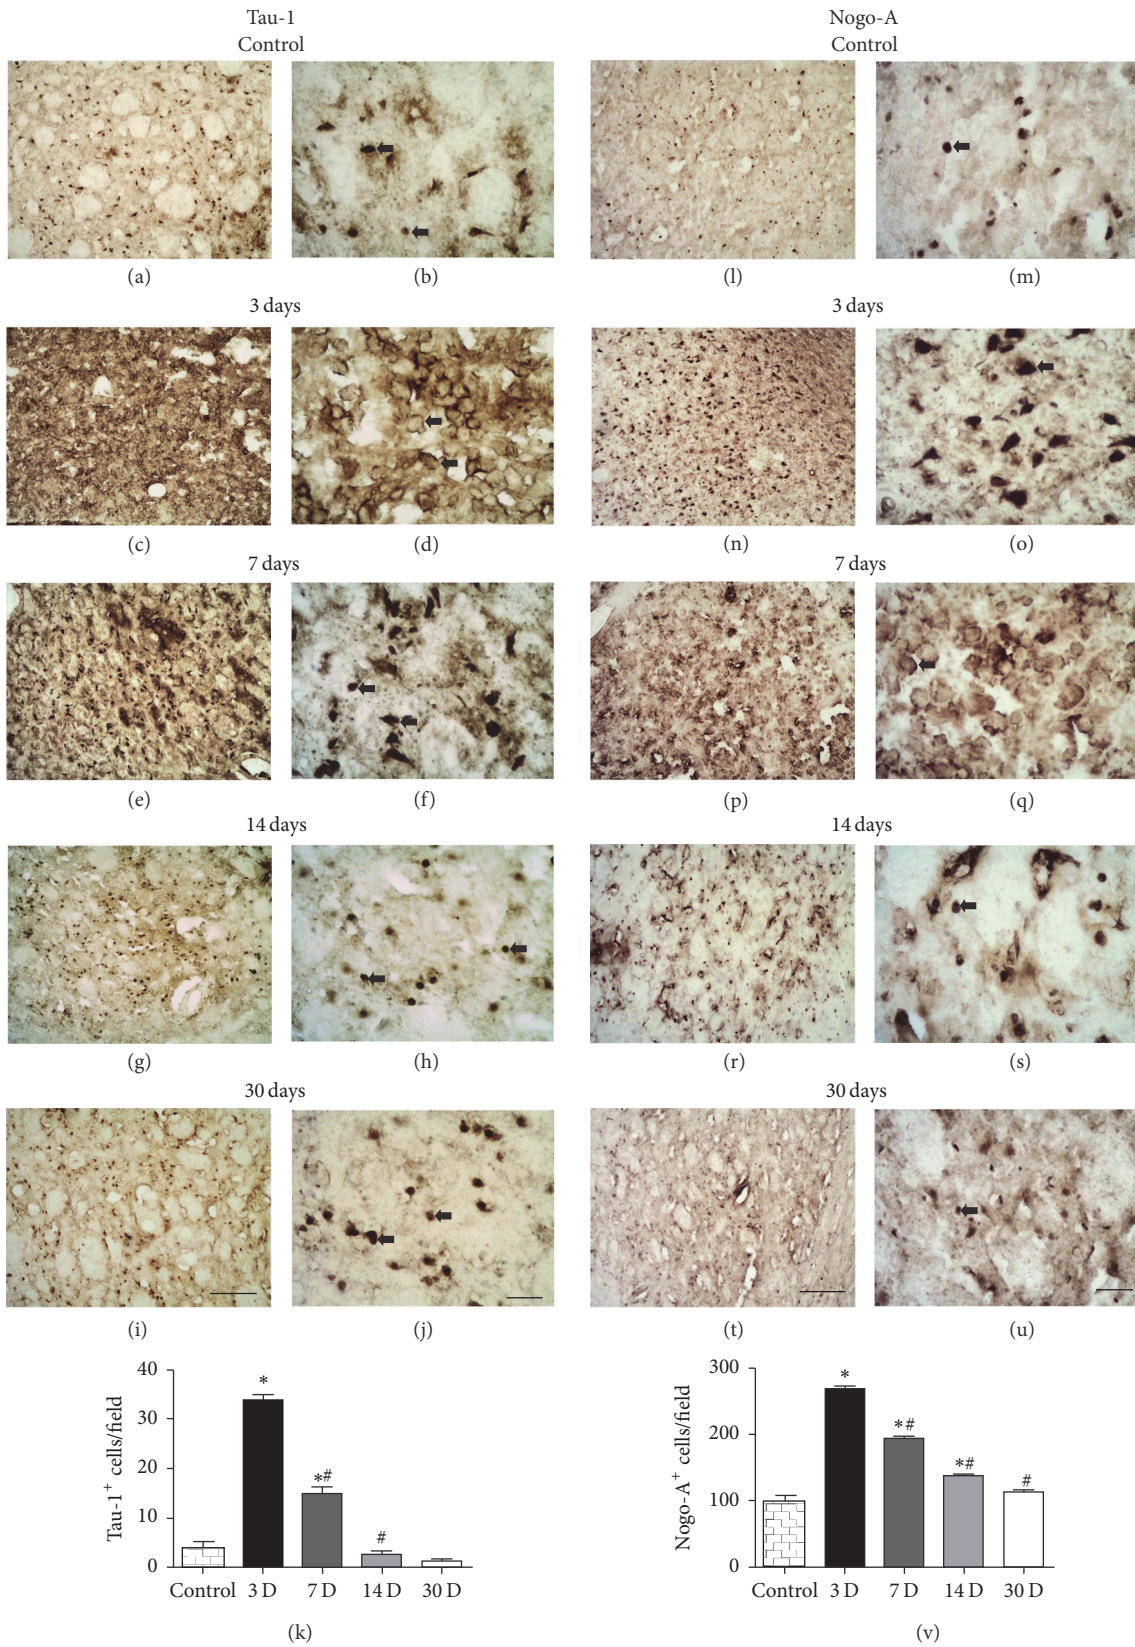 Tau-1
Control
Nogo-A
Control
(a)
(b)
(l)
(m)
3 days
3 days
(c)
(d)
(n)
(o)
7 days
7 days
(e)
(f)
(p)
(q)
14 days
14 days
(g)
(h)
(r)
(s)
30 days
30 days
(i)
(j)
(t)
(u)
Tau-1⁺ cells/field
40
30
20
10
0
*
*#
#
Control 3 D 7 D 14 D 30 D
(k)
Nogo-A⁺ cells/field
300
200
100
0
*
*#
*#
#
Control 3 D 7 D 14 D 30 D
(v)